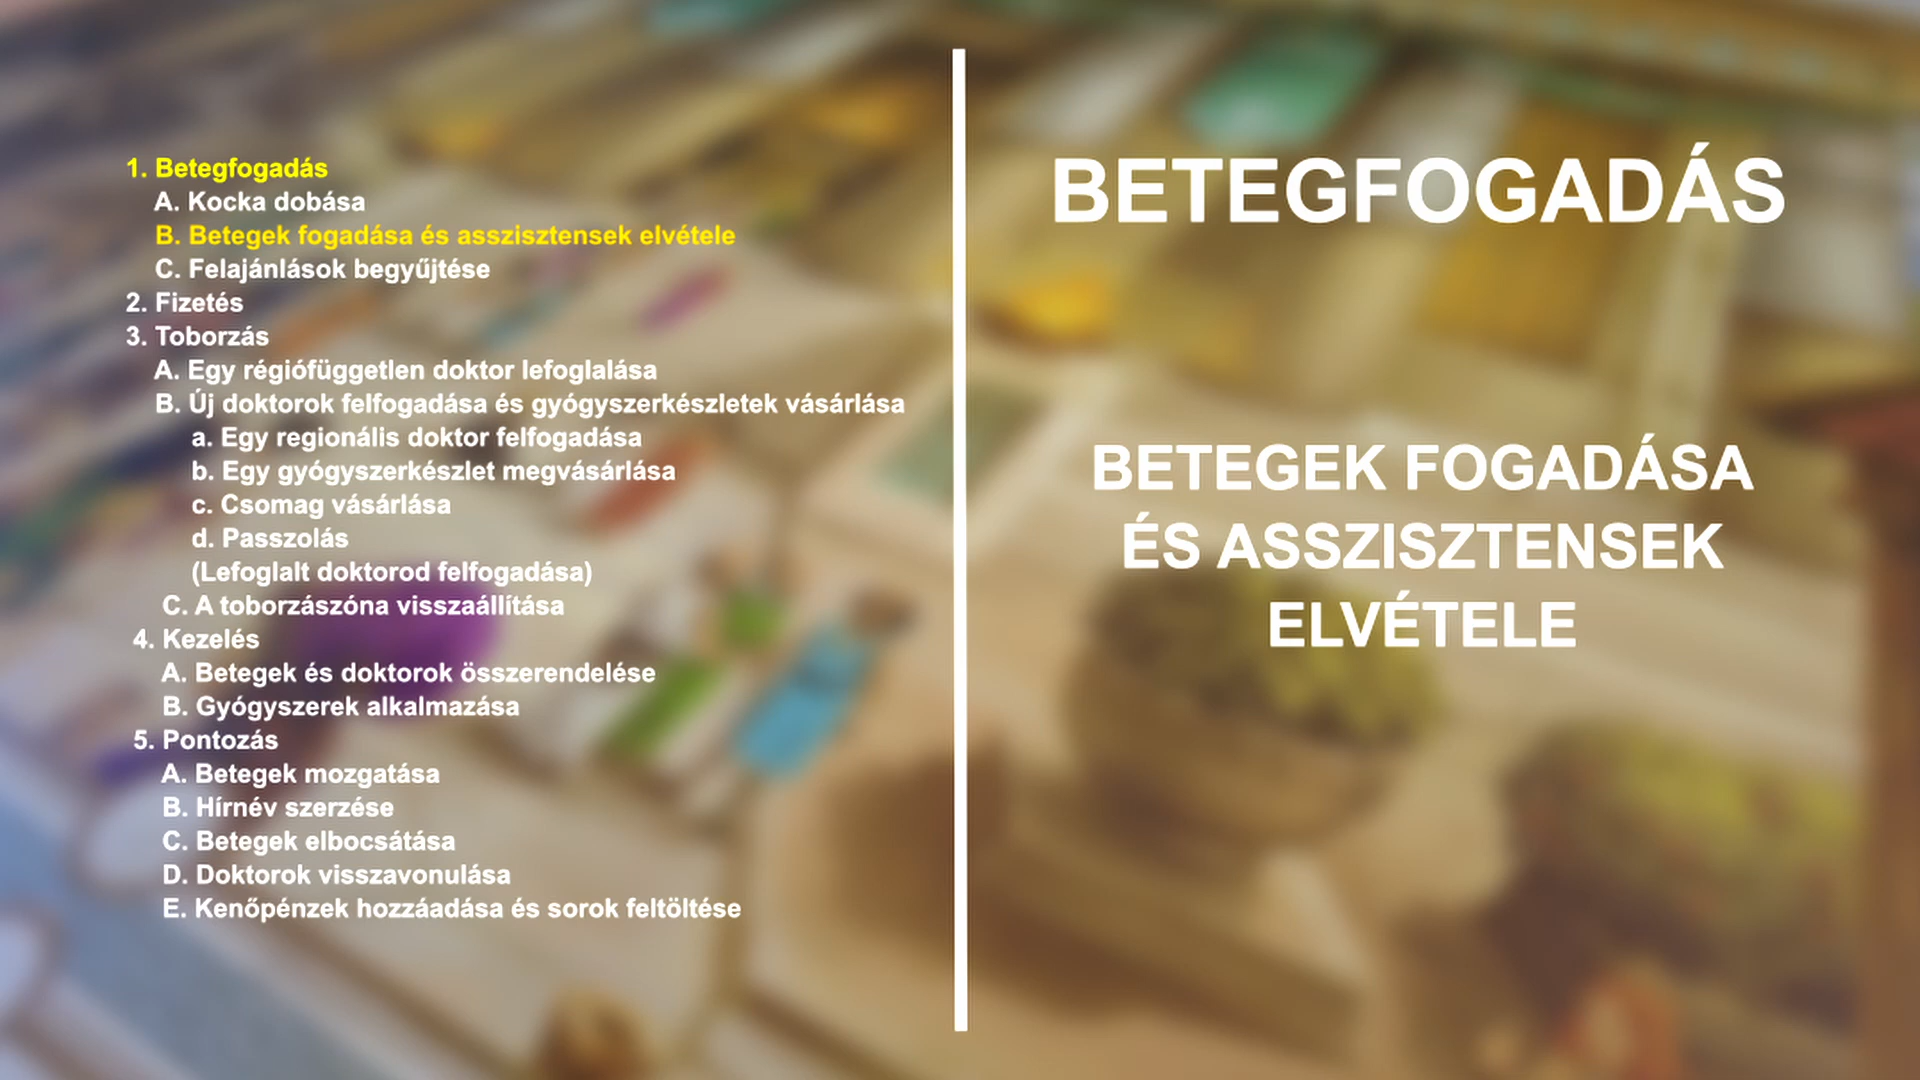 1. Betegfogadás
A. Kocka dobása
B. Betegek fogadása és asszisztensek elvétele
C. Felajánlások begyűjtése
2. Fizetés
3. Toborzás
A. Egy régiófüggetlen doktor lefoglalása
B. Új doktorok felfogadása és gyógyszerkészletek vásárlása
a. Egy regionális doktor felfogadása
b. Egy gyógyszerkészlet megvásárlása
c. Csomag vásárlása
d. Passzolás
(Lefoglalt doktorod felfogadása)
C. A toborzászóna visszaállítása
4. Kezelés
A. Betegek és doktorok összerendelése
B. Gyógyszerek alkalmazása
5. Pontozás
A. Betegek mozgatása
B. Hírnév szerzése
C. Betegek elbocsátása
D. Doktorok visszavonulása
E. Kenőpénzek hozzáadása és sorok feltöltése
BETEGFOGADÁS
BETEGEK FOGADÁSA
ÉS ASSZISZTENSEK
ELVÉTELE